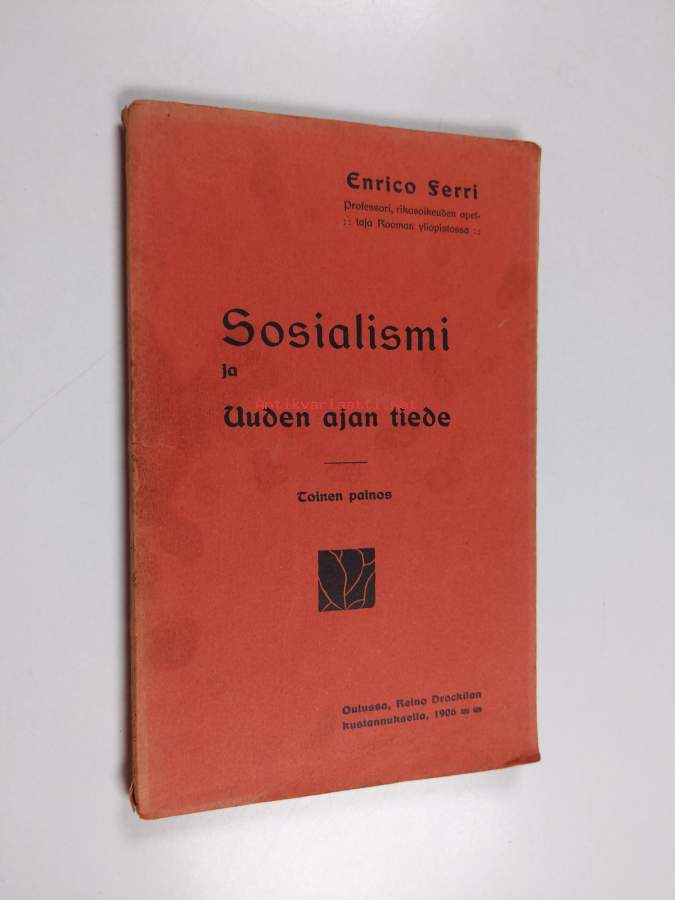 Enrico Ferri
Professori, rikosoikeuden opet-
:: taja Rooman yliopistossa ::
Sosialismi
ja
Antikvariaatti.net
Uuden ajan tiede
Toinen painos
Oulussa, Reino Drockilan
kustannuksella, 1906